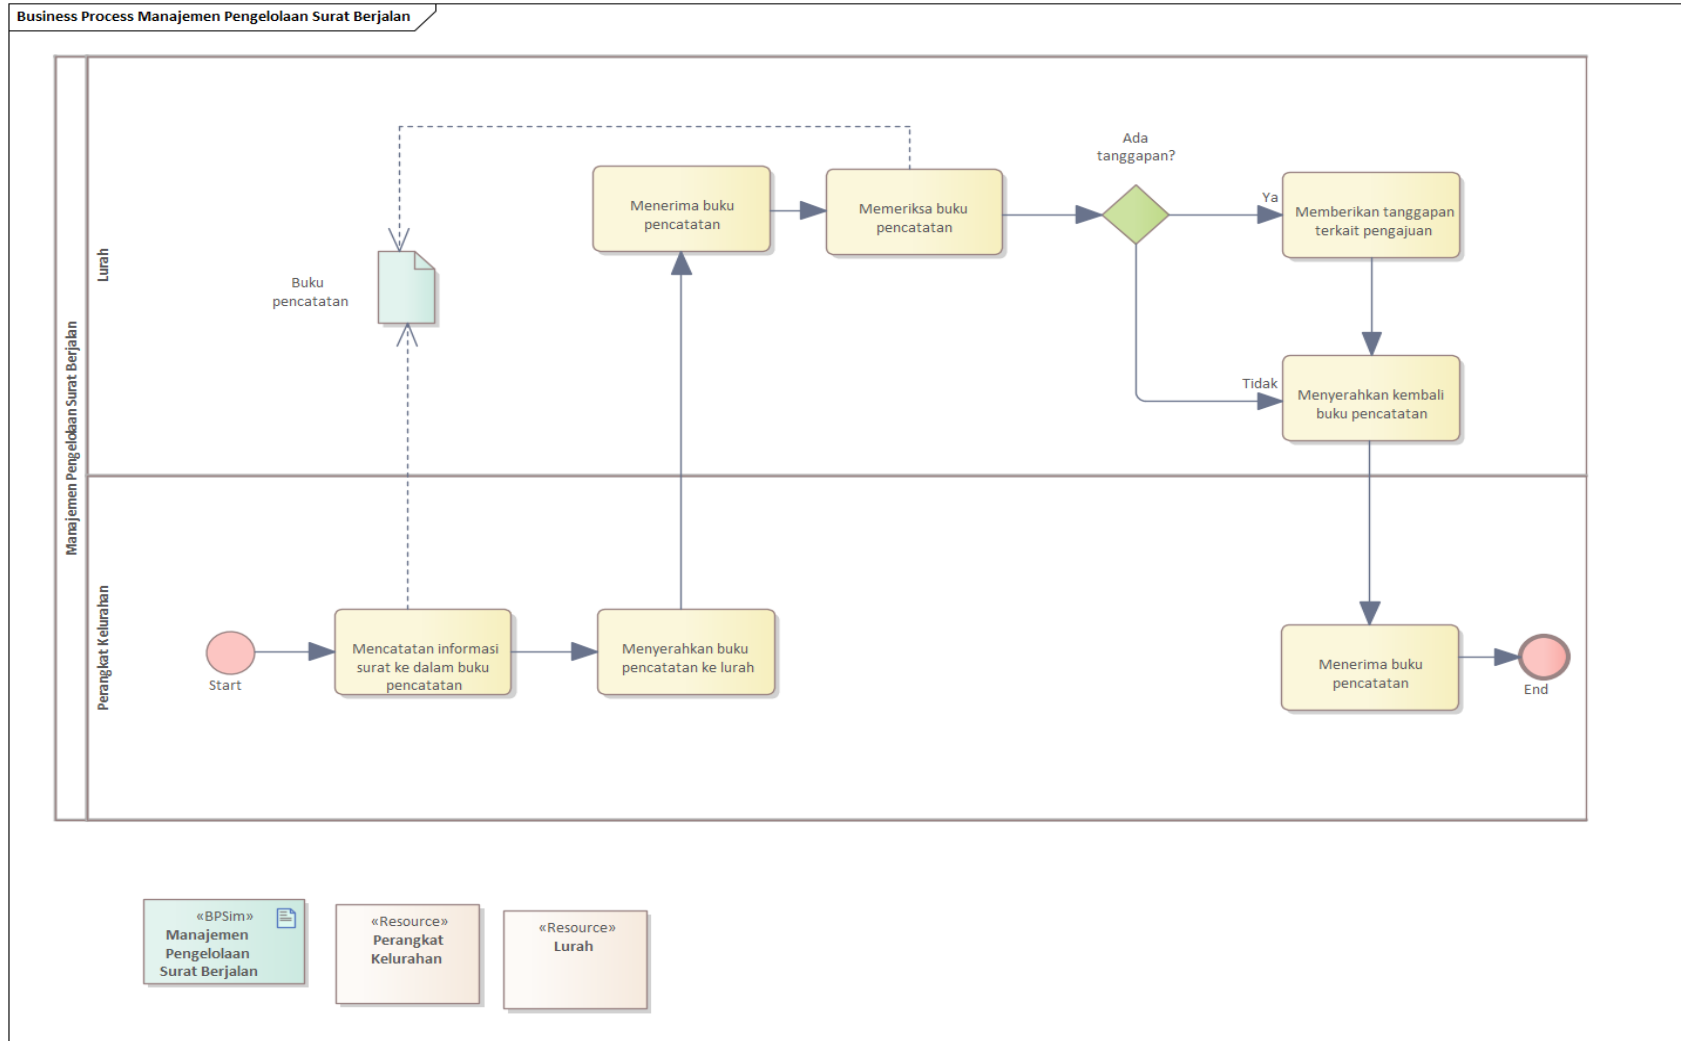 Business Process Manajemen Pengelolaan Surat Berjalan
Manajemen Pengelolaan Surat Berjalan
Lurah
Buku
pencatatan
Menerima buku
pencatatan
Memeriksa buku
pencatatan
Ada
tanggapan?
Ya
Memberikan tanggapan
terkait pengajuan
Tidak
Menyerahkan kembali
buku pencatatan
Perangkat Kelurahan
Start
Mencatatan informasi
surat ke dalam buku
pencatatan
Menyerahkan buku
pencatatan ke lurah
Menerima buku
pencatatan
End
«BPSim»
Manajemen
Pengelolaan
Surat Berjalan
«Resource»
Perangkat
Kelurahan
«Resource»
Lurah